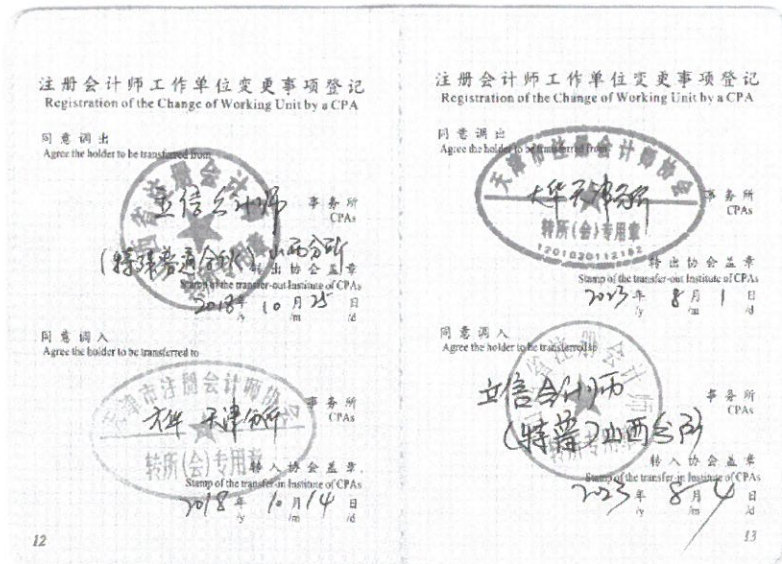 注册会计师工作单位变更事项登记
Registration of the Change of Working Unit by a CPA
同意调出
Agree the holder to be transferred from
立信会计师
事务所
CPAs
(特殊普通合伙)山西分所
转出协会盖章
Stamp of the transfer-out Institute of CPAs
2018年10月25日
/y /m /d
同意调入
Agree the holder to be transferred to
天津市注册会计师协会
大华 天津分所
事务所
CPAs
转所(会)专用章
转入协会盖章
Stamp of the transfer-in Institute of CPAs
2018年10月14日
/y /m /d
12
注册会计师工作单位变更事项登记
Registration of the Change of Working Unit by a CPA
同意调出
Agree the holder to be transferred from
天津市注册会计师协会
大华天津分所
事务所
CPAs
转所(会)专用章
1201020112182
转出协会盖章
Stamp of the transfer-out Institute of CPAs
2023年8月1日
/y /m /d
同意调入
Agree the holder to be transferred to
立信会计师
事务所
CPAs
(特普)山西分所
转入协会盖章
Stamp of the transfer-in Institute of CPAs
2023年8月4日
/y /m /d
13